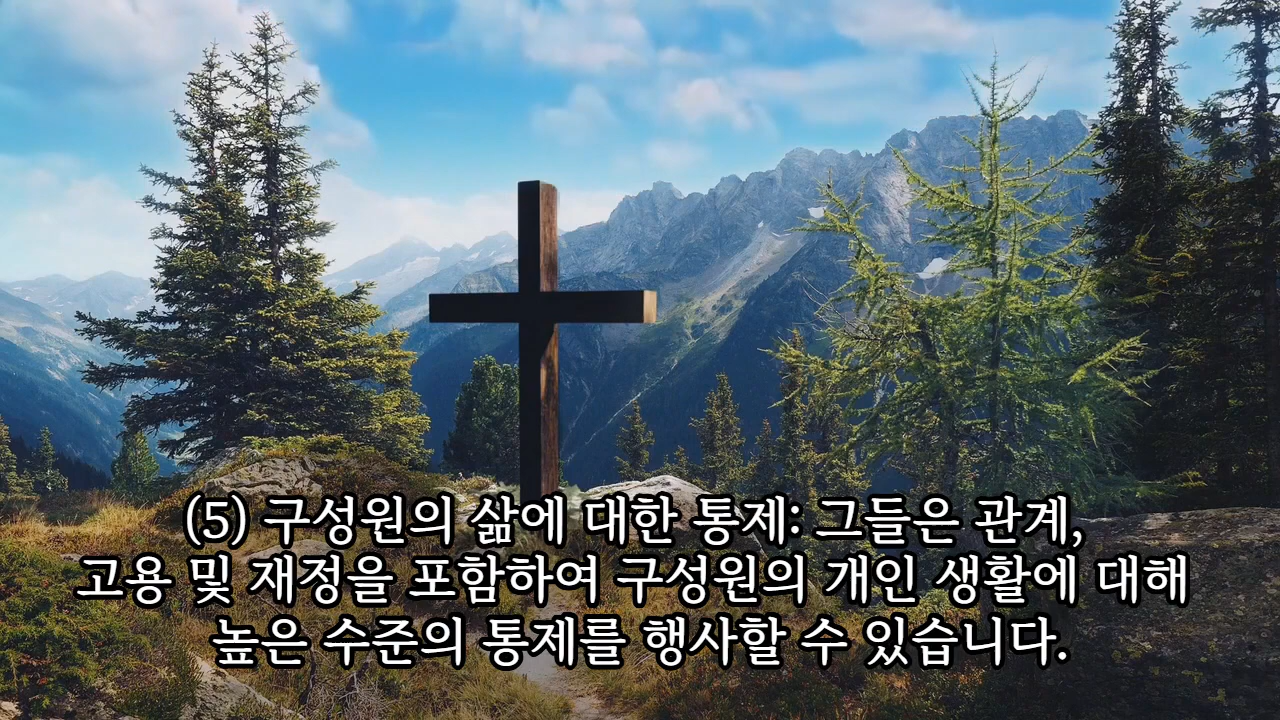 (5) 구성원의 삶에 대한 통제: 그들은 관계,
고용 및 재정을 포함하여 구성원의 개인 생활에 대해
높은 수준의 통제를 행사할 수 있습니다.